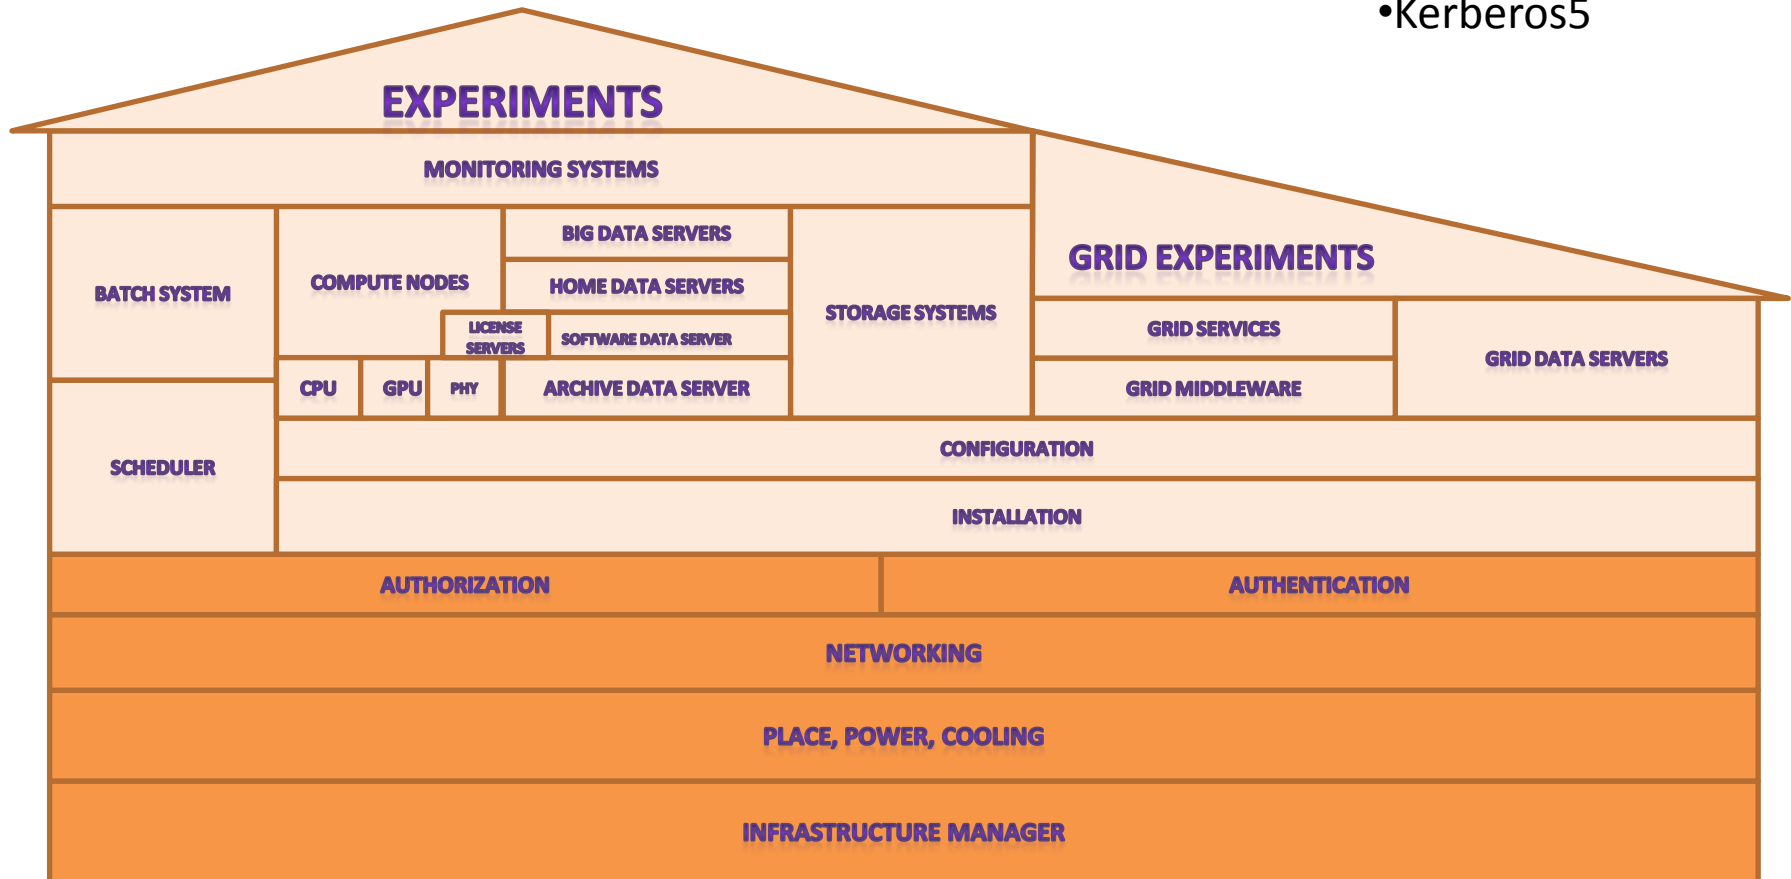 •Kerberos5
EXPERIMENTS
MONITORING SYSTEMS
BATCH SYSTEM
COMPUTE NODES
BIG DATA SERVERS
HOME DATA SERVERS
LICENSE
SERVERS
SOFTWARE DATA SERVER
STORAGE SYSTEMS
CPU
GPU
PHY
ARCHIVE DATA SERVER
GRID EXPERIMENTS
GRID SERVICES
GRID MIDDLEWARE
GRID DATA SERVERS
SCHEDULER
CONFIGURATION
INSTALLATION
AUTHORIZATION
AUTHENTICATION
NETWORKING
PLACE, POWER, COOLING
INFRASTRUCTURE MANAGER